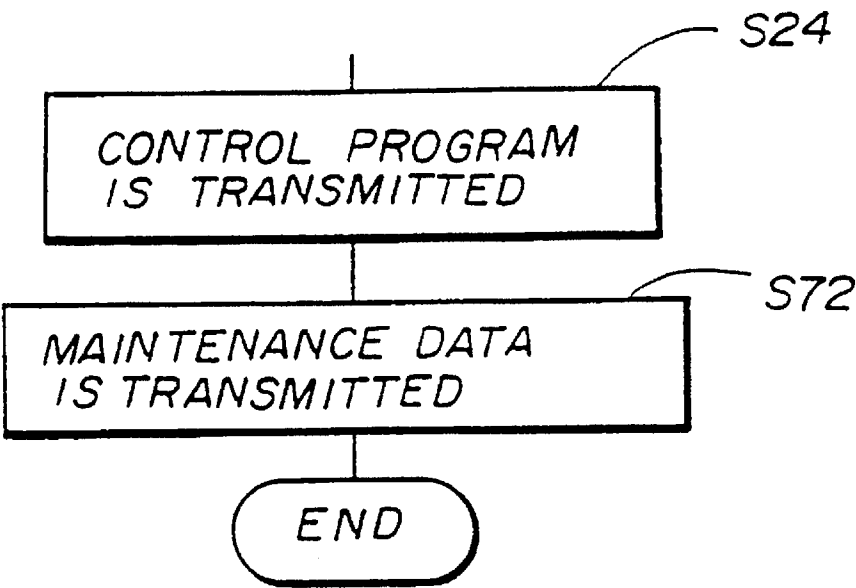 S24
CONTROL PROGRAM
IS TRANSMITTED
S72
MAINTENANCE DATA
IS TRANSMITTED
END